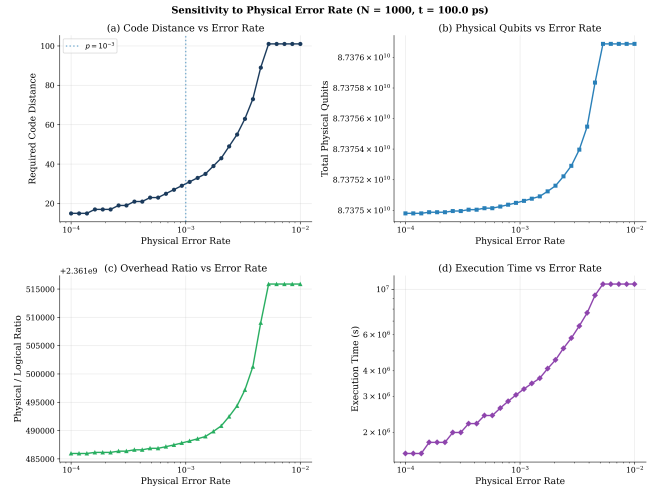 Sensitivity to Physical Error Rate (N = 1000, t = 100.0 ps)
(a) Code Distance vs Error Rate
p = 10⁻³
100
80
60
40
20
Required Code Distance
10⁻⁴
10⁻³
10⁻²
Physical Error Rate
(b) Physical Qubits vs Error Rate
8.7376 × 10¹⁰
8.73758 × 10¹⁰
8.73756 × 10¹⁰
8.73754 × 10¹⁰
8.73752 × 10¹⁰
8.7375 × 10¹⁰
Total Physical Qubits
10⁻⁴
10⁻³
10⁻²
Physical Error Rate
(c) Overhead Ratio vs Error Rate
+2.361e9
515000
510000
505000
500000
495000
490000
485000
Physical / Logical Ratio
10⁻⁴
10⁻³
10⁻²
Physical Error Rate
(d) Execution Time vs Error Rate
10⁷
6 × 10⁶
4 × 10⁶
3 × 10⁶
2 × 10⁶
Execution Time (s)
10⁻⁴
10⁻³
10⁻²
Physical Error Rate